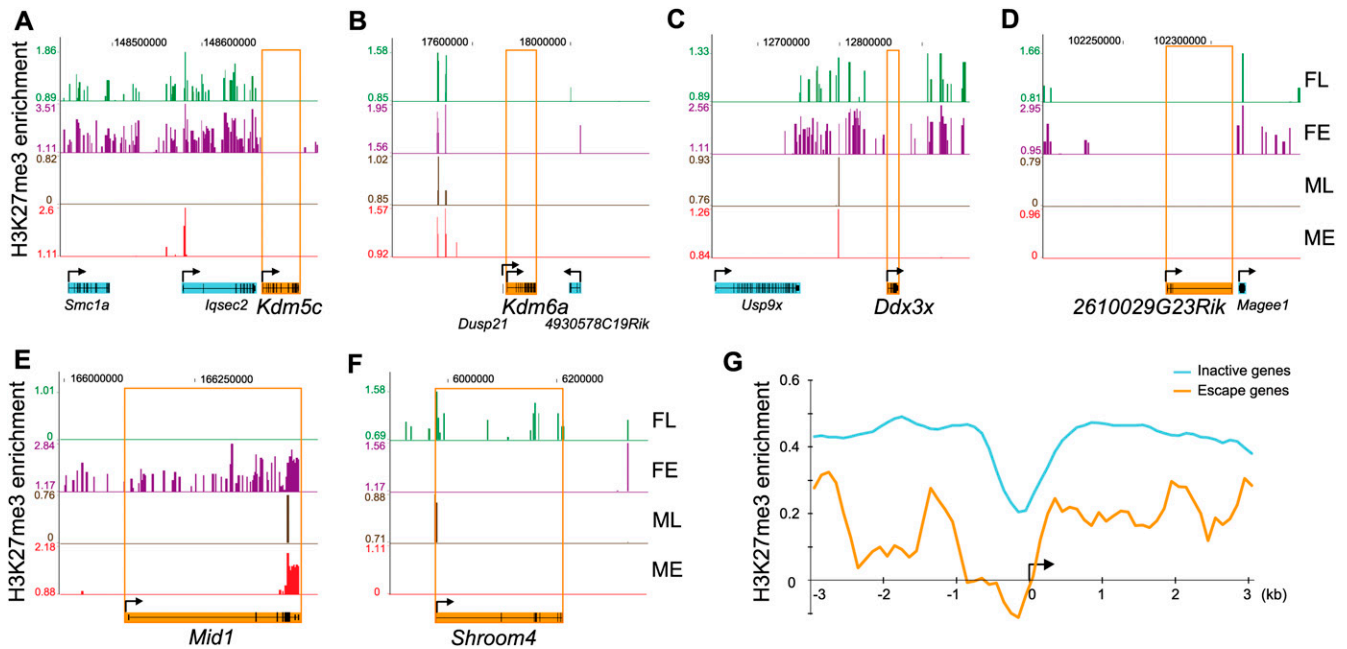 A
H3K27me3 enrichment
148500000 148600000
1.86
0.89
3.51
1.11
0.82
0
2.6
1.11
Smc1a Iqsec2 Kdm5c
B
17600000 18000000
1.58
0.85
1.95
1.56
1.02
0.85
1.57
0.92
Kdm6a
Dusp21 4930578C19Rik
C
12700000 12800000
1.33
0.89
2.56
1.11
0.93
0.76
1.26
0.84
Usp9x Ddx3x
D
102250000 102300000
1.66
0.81
2.95
0.95
0.79
0
0.96
0
FL
FE
ML
ME
2610029G23Rik Magee1
E
H3K27me3 enrichment
166000000 166250000
1.01
0
2.84
1.17
0.76
0
2.18
0.88
Mid1
F
6000000 6200000
1.58
0.69
1.56
1.17
0.88
0.71
1.11
0
FL
FE
ML
ME
Shroom4
G
H3K27me3 enrichment
Inactive genes
Escape genes
0.6
0.4
0.2
0
-3 -2 -1 0 1 2 3 (kb)